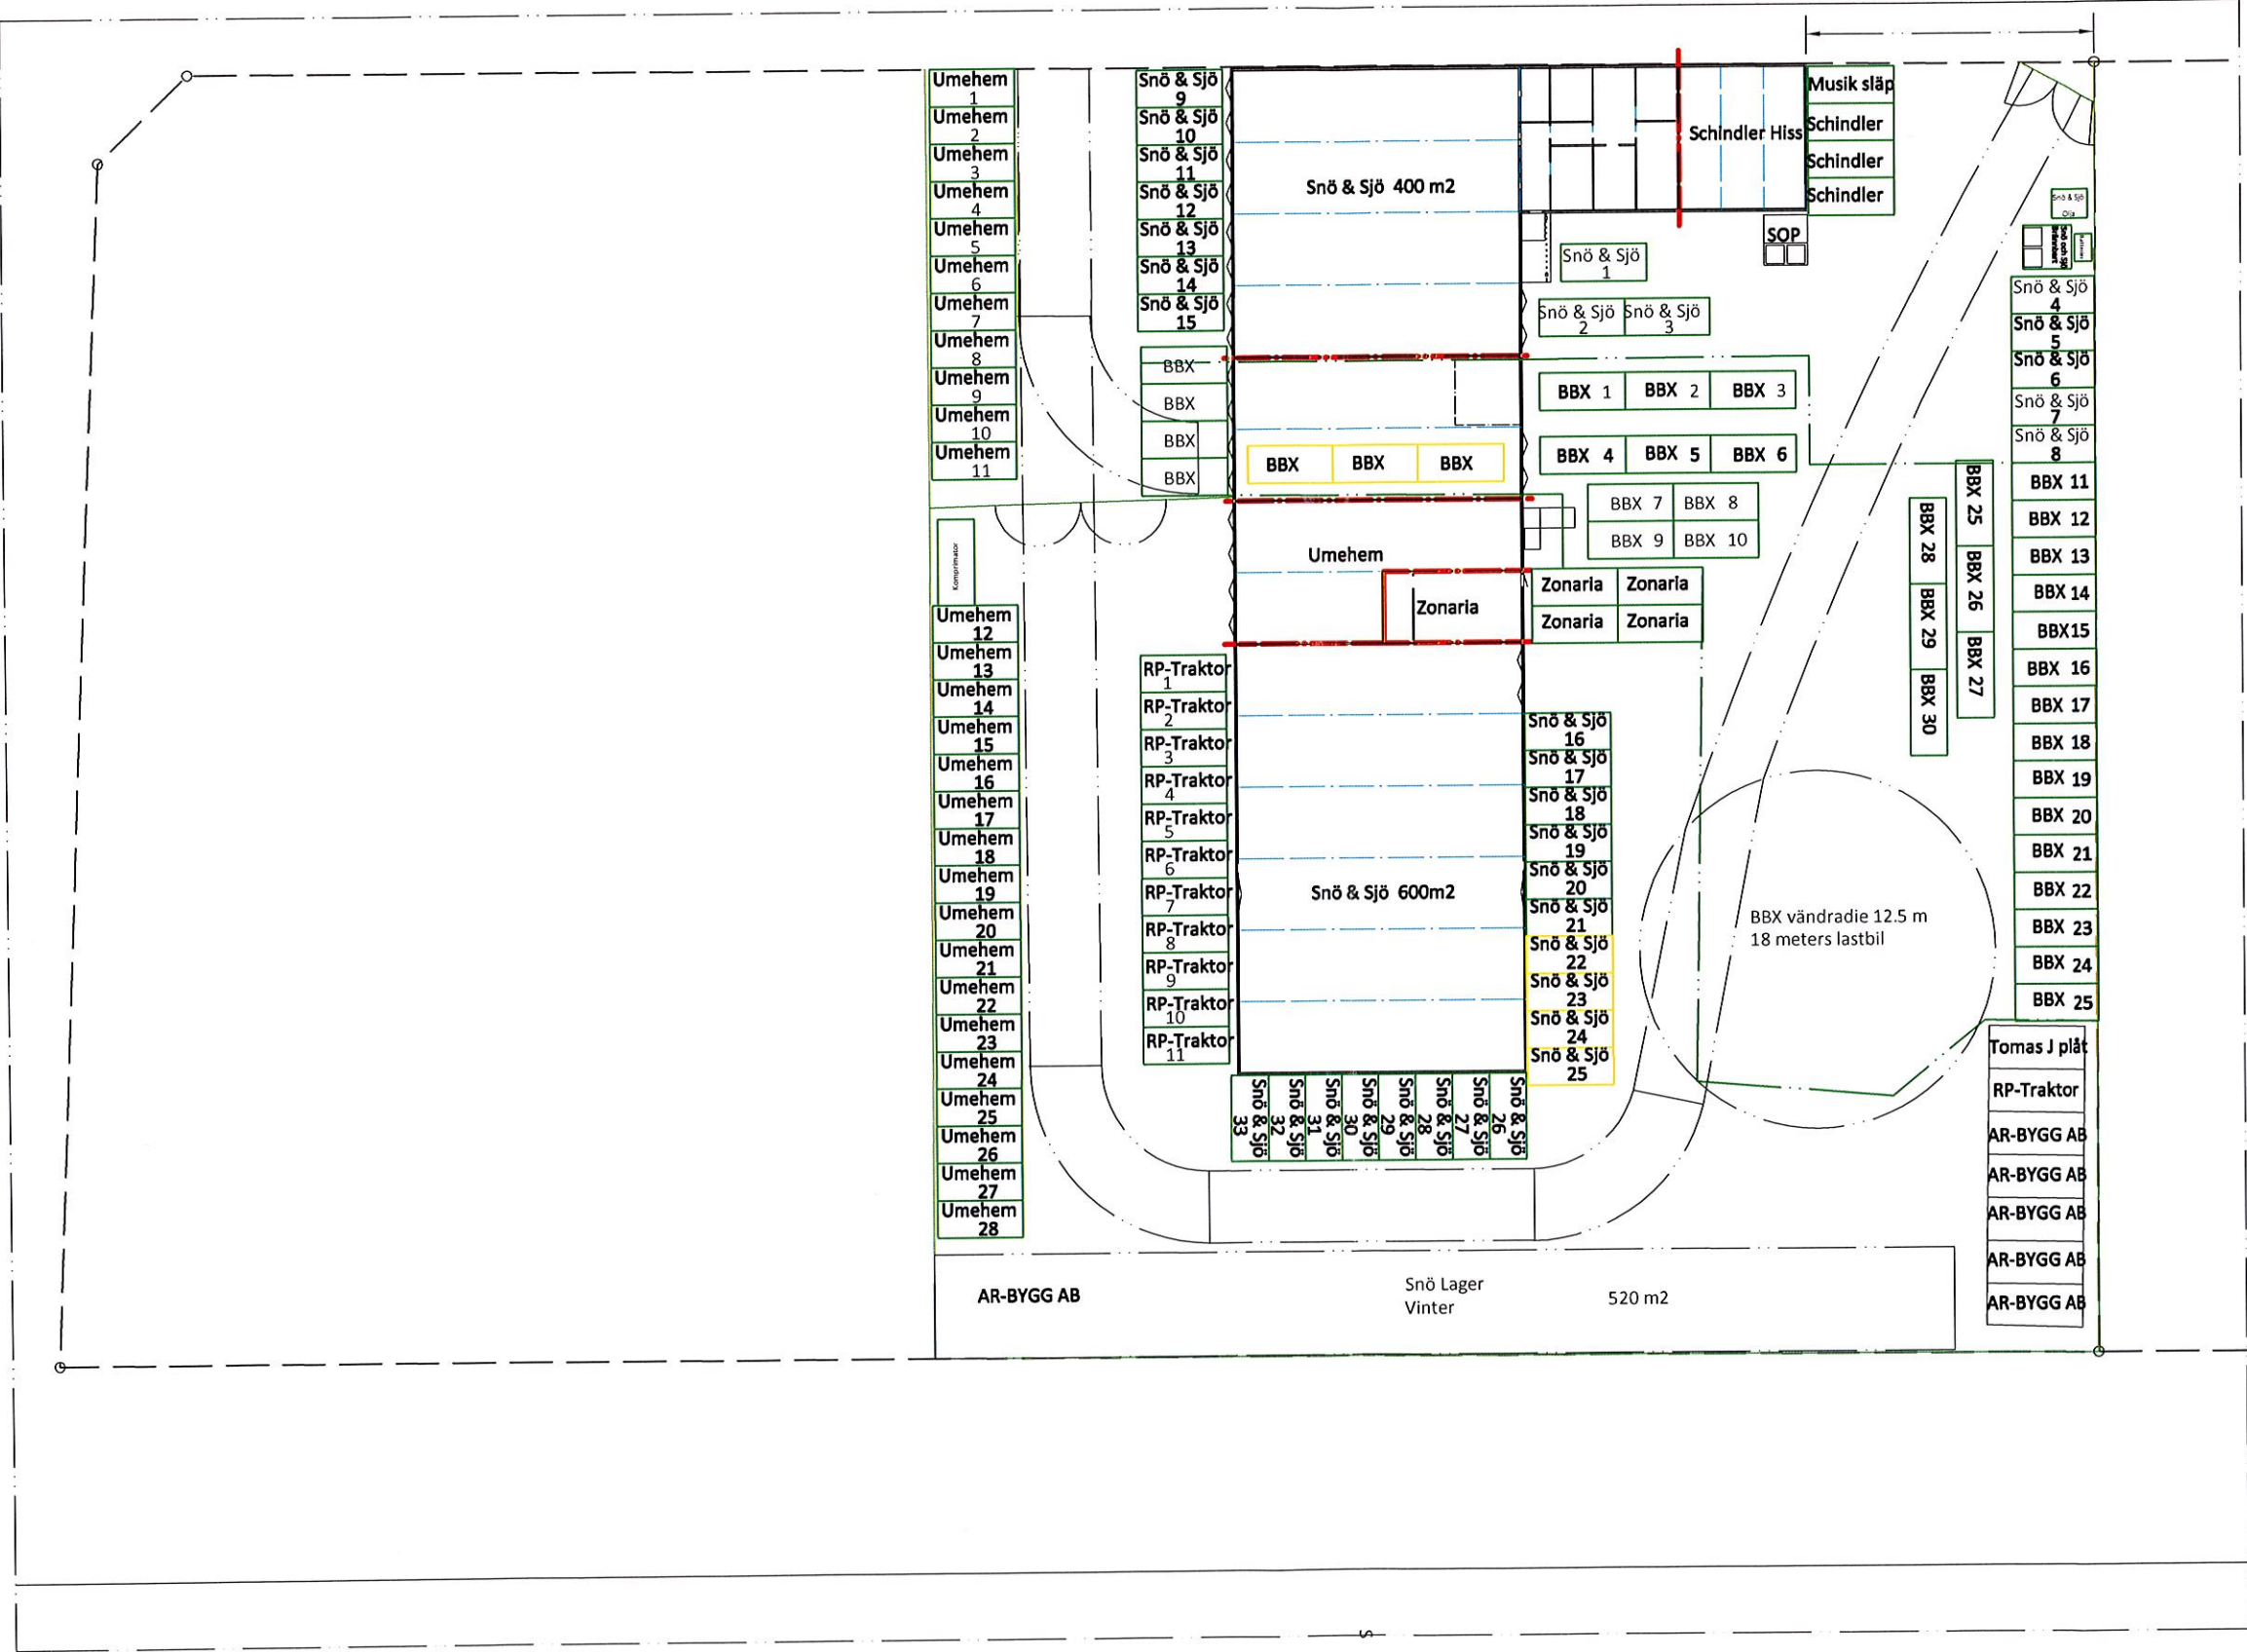 Umehem
1
Umehem
2
Umehem
3
Umehem
4
Umehem
5
Umehem
6
Umehem
7
Umehem
8
Umehem
9
Umehem
10
Umehem
11
Komprimator
Umehem
12
Umehem
13
Umehem
14
Umehem
15
Umehem
16
Umehem
17
Umehem
18
Umehem
19
Umehem
20
Umehem
21
Umehem
22
Umehem
23
Umehem
24
Umehem
25
Umehem
26
Umehem
27
Umehem
28
Snö & Sjö
9
Snö & Sjö
10
Snö & Sjö
11
Snö & Sjö
12
Snö & Sjö
13
Snö & Sjö
14
Snö & Sjö
15
BBX
BBX
BBX
BBX
RP-Traktor
1
RP-Traktor
2
RP-Traktor
3
RP-Traktor
4
RP-Traktor
5
RP-Traktor
6
RP-Traktor
7
RP-Traktor
8
RP-Traktor
9
RP-Traktor
10
RP-Traktor
11
Snö & Sjö 400 m2
BBX BBX BBX
Umehem
Zonaria
Snö & Sjö 600m2
Snö & Sjö
33
Snö & Sjö
32
Snö & Sjö
31
Snö & Sjö
30
Snö & Sjö
29
Snö & Sjö
28
Snö & Sjö
27
Snö & Sjö
26
Schindler Hiss
Musik släp
Schindler
Schindler
Schindler
SOP
Snö & Sjö
1
Snö & Sjö
2
Snö & Sjö
3
BBX 1 BBX 2 BBX 3
BBX 4 BBX 5 BBX 6
BBX 7 BBX 8
BBX 9 BBX 10
Zonaria Zonaria
Zonaria Zonaria
Snö & Sjö
16
Snö & Sjö
17
Snö & Sjö
18
Snö & Sjö
19
Snö & Sjö
20
Snö & Sjö
21
Snö & Sjö
22
Snö & Sjö
23
Snö & Sjö
24
Snö & Sjö
25
BBX vändradie 12.5 m
18 meters lastbil
BBX 28
BBX 29
BBX 30
BBX 25
BBX 26
BBX 27
Snö & Sjö
Olja
Snö och Sjö
Brännbart
Snö & Sjö
4
Snö & Sjö
5
Snö & Sjö
6
Snö & Sjö
7
Snö & Sjö
8
BBX 11
BBX 12
BBX 13
BBX 14
BBX15
BBX 16
BBX 17
BBX 18
BBX 19
BBX 20
BBX 21
BBX 22
BBX 23
BBX 24
BBX 25
Tomas J plåt
RP-Traktor
AR-BYGG AB
AR-BYGG AB
AR-BYGG AB
AR-BYGG AB
AR-BYGG AB
AR-BYGG AB
Snö Lager
Vinter
520 m2
S